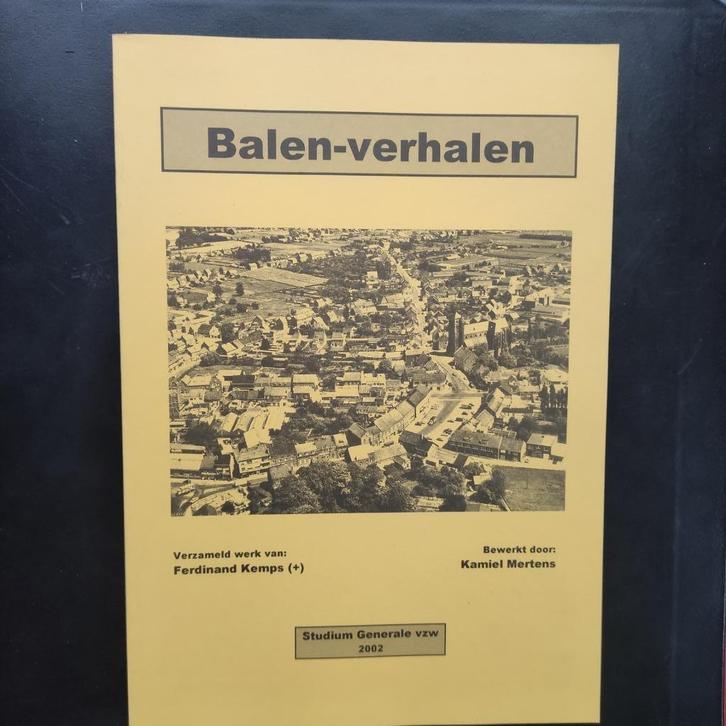 Balen-verhalen
Verzameld werk van:
Ferdinand Kemps (+)
Bewerkt door:
Kamiel Mertens
Studium Generale vzw
2002